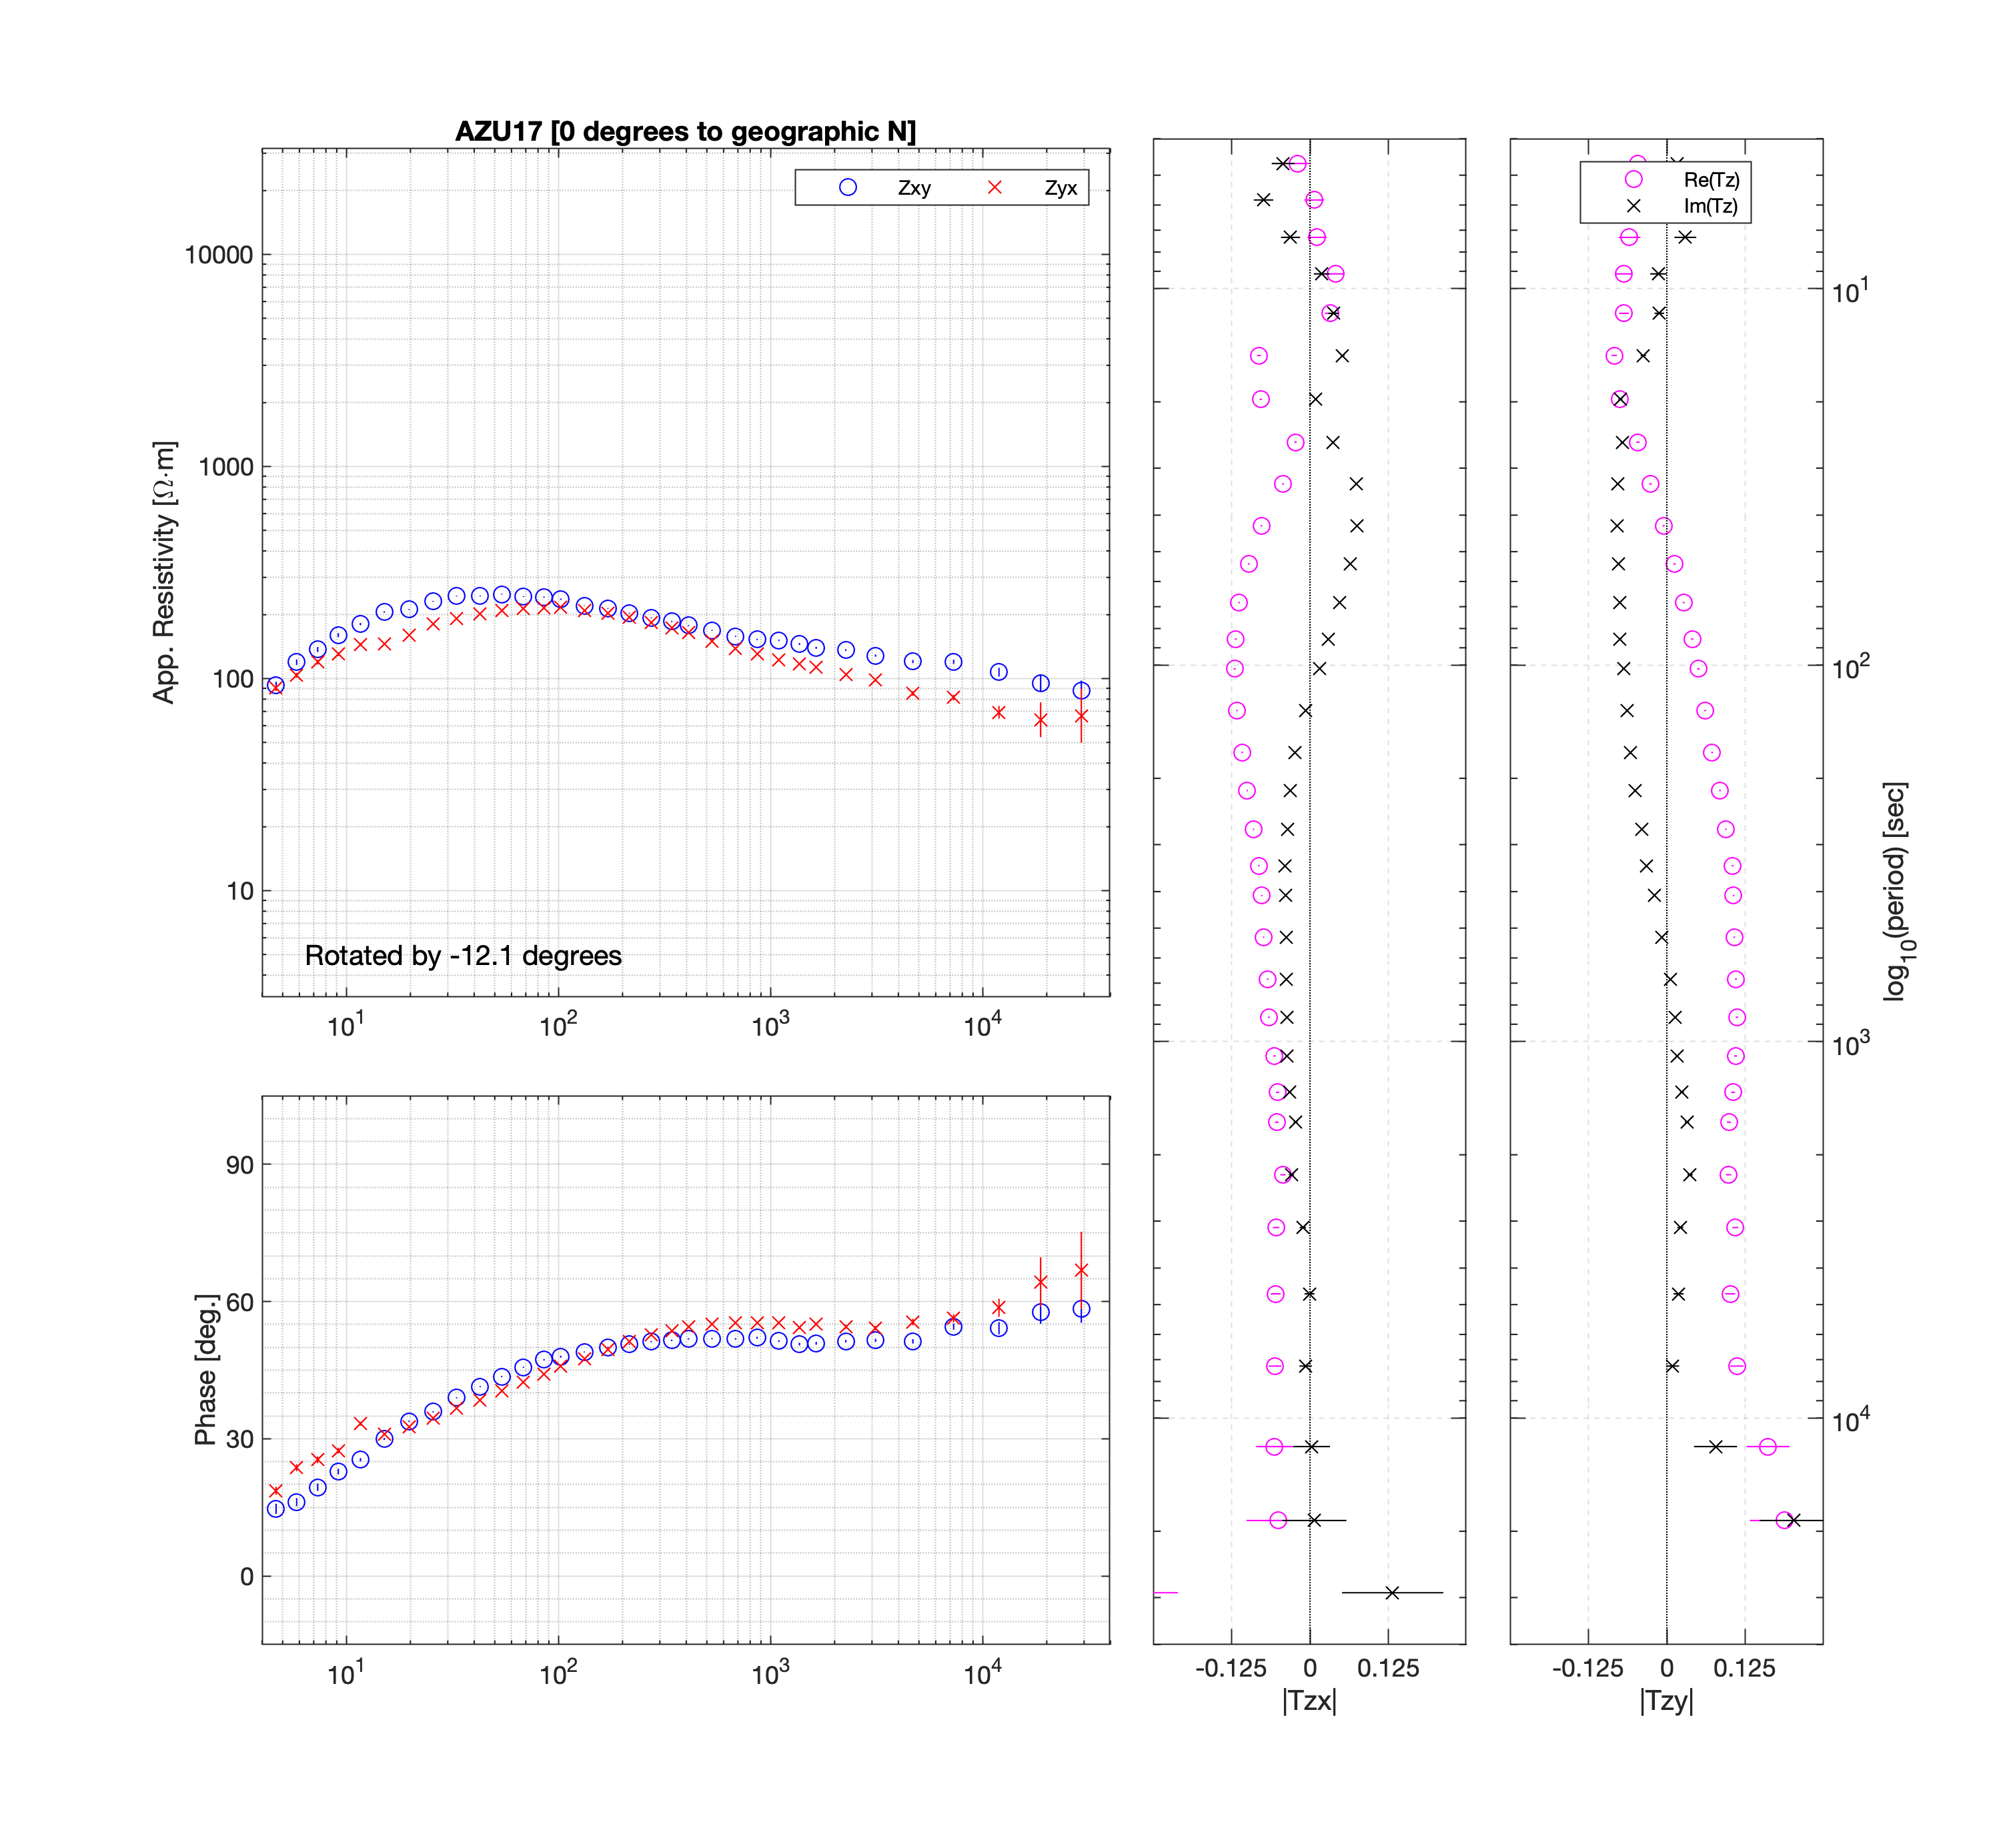 AZU17 [0 degrees to geographic N]
Zxy Zyx
App. Resistivity [Ω·m]
10000
1000
100
10
Rotated by -12.1 degrees
10^1 10^2 10^3 10^4
Phase [deg.]
90
60
30
0
10^1 10^2 10^3 10^4
-0.125 0 0.125
|Tzx|
Re(Tz)
Im(Tz)
-0.125 0 0.125
|Tzy|
10^1
10^2
10^3
10^4
log10(period) [sec]